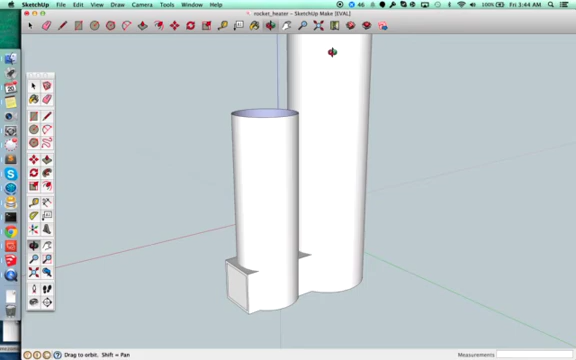 SketchUp File Edit View Camera Draw Tools Window Help 46 100% Fri 3:44 AM
rocket_heater - SketchUp Make [EVAL]
Drag to orbit. Shift = Pan
Measurements